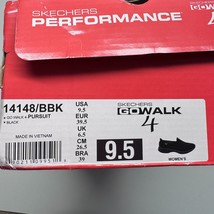 SKECHERS
PERFORMANCE
14148/BBK
GO WALK 4 PURSUIT
BLACK
MADE IN VIETNAM
USA
9.5
EUR
39.5
UK
6.5
CM
26.5
BRA
39
SKECHERS
GOWALK
4
9.5
WOMEN'S